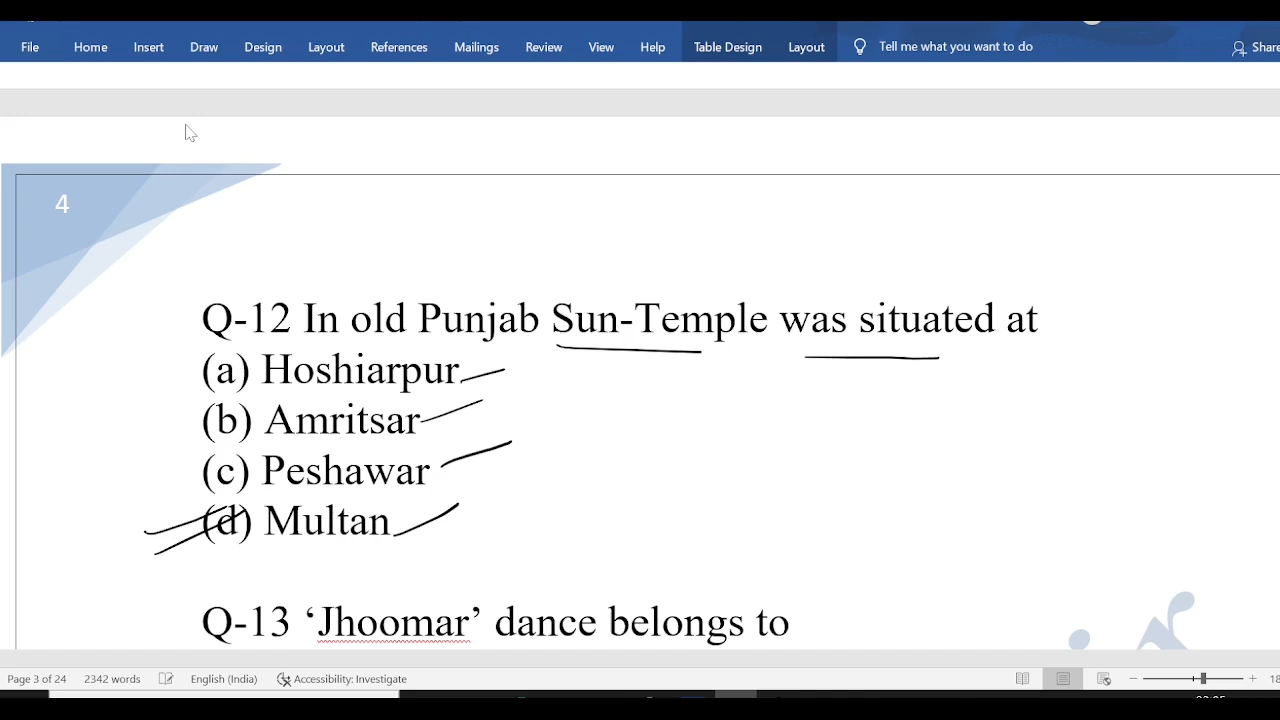 File Home Insert Draw Design Layout References Mailings Review View Help Table Design Layout Tell me what you want to do Share
4
Q-12 In old Punjab Sun-Temple was situated at
(a) Hoshiarpur
(b) Amritsar
(c) Peshawar
(d) Multan
Q-13 ‘Jhoomar’ dance belongs to
Page 3 of 24 2342 words English (India) Accessibility: Investigate